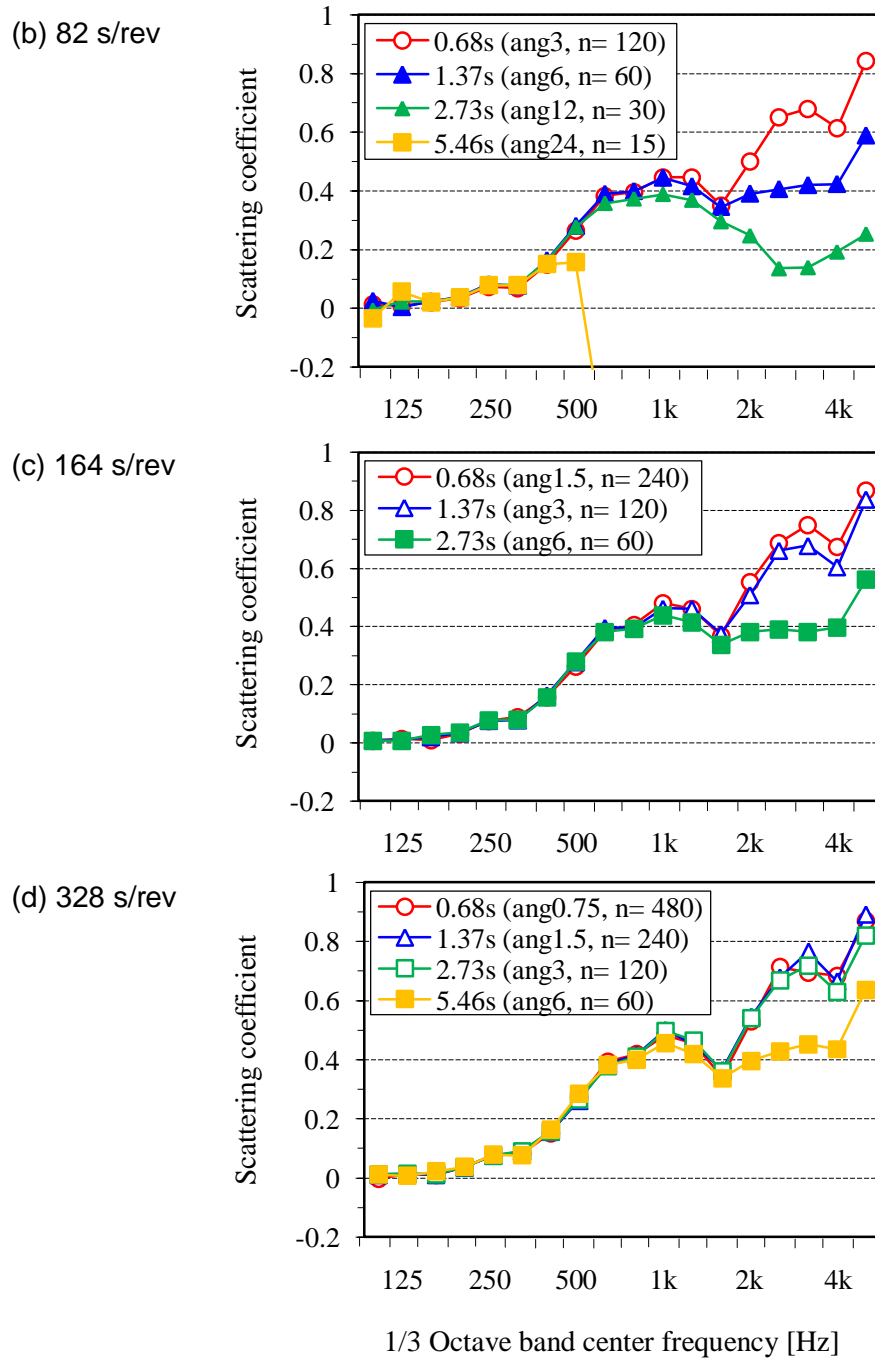 (b) 82 s/rev
Scattering coefficient
1
0.8
0.6
0.4
0.2
0
-0.2
0.68s (ang3, n= 120)
1.37s (ang6, n= 60)
2.73s (ang12, n= 30)
5.46s (ang24, n= 15)
125 250 500 1k 2k 4k
(c) 164 s/rev
Scattering coefficient
1
0.8
0.6
0.4
0.2
0
-0.2
0.68s (ang1.5, n= 240)
1.37s (ang3, n= 120)
2.73s (ang6, n= 60)
125 250 500 1k 2k 4k
(d) 328 s/rev
Scattering coefficient
1
0.8
0.6
0.4
0.2
0
-0.2
0.68s (ang0.75, n= 480)
1.37s (ang1.5, n= 240)
2.73s (ang3, n= 120)
5.46s (ang6, n= 60)
125 250 500 1k 2k 4k
1/3 Octave band center frequency [Hz]